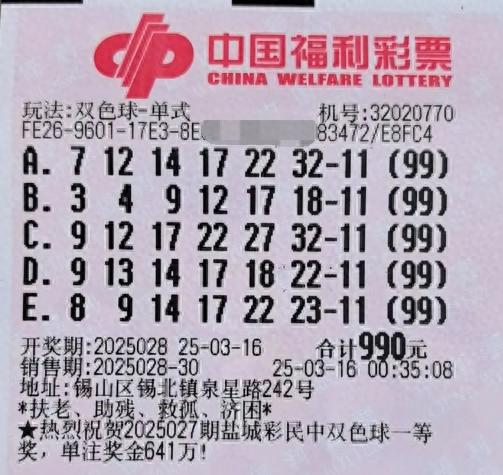 中国福利彩票
CHINA WELFARE LOTTERY
玩法:双色球-单式 机号:32020770
FE26-9601-17E3-8E 83472/E8FC4
A. 7 12 14 17 22 32-11 (99)
B. 3 4 9 12 17 18-11 (99)
C. 9 12 17 22 27 32-11 (99)
D. 9 13 14 17 18 22-11 (99)
E. 8 9 14 17 22 23-11 (99)
开奖期:2025028 25-03-16 合计990元
销售期:2025028-30 25-03-16 00:35:08
地址:锡山区锡北镇泉星路242号
*扶老、助残、救孤、济困*
★热烈祝贺2025027期盐城彩民中双色球一等
奖，单注奖金641万!